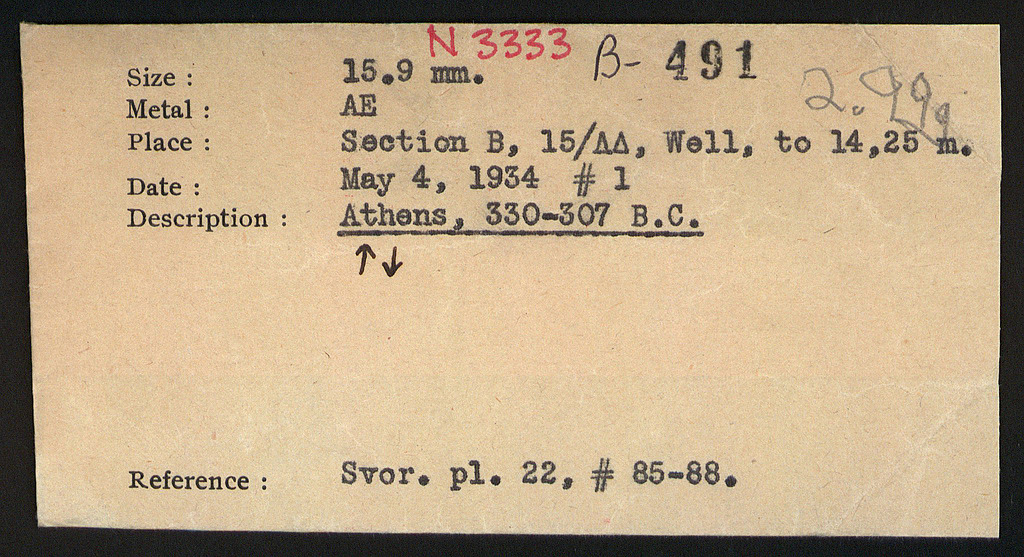 N 3333 B- 491
2.99g
Size : 15.9 mm.
Metal : AE
Place : Section B, 15/ΔΔ, Well, to 14,25 m.
Date : May 4, 1934 # 1
Description : Athens, 330-307 B.C.
↑↓
Reference : Svor. pl. 22, # 85-88.